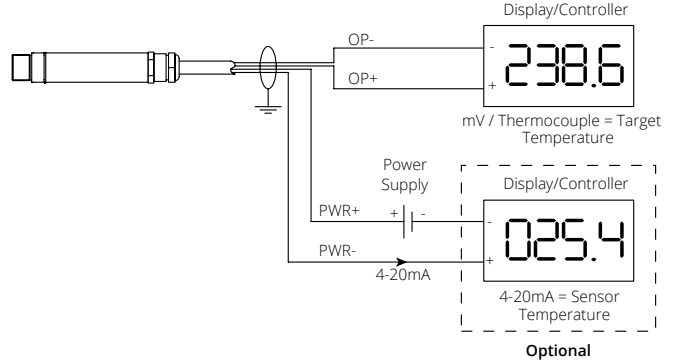 Display/Controller
OP-
-
238.6
OP+
+
mV / Thermocouple = Target
Temperature
Power
Supply
Display/Controller
PWR+
+ -
-
025.4
PWR-
+
4-20mA
4-20mA = Sensor
Temperature
Optional